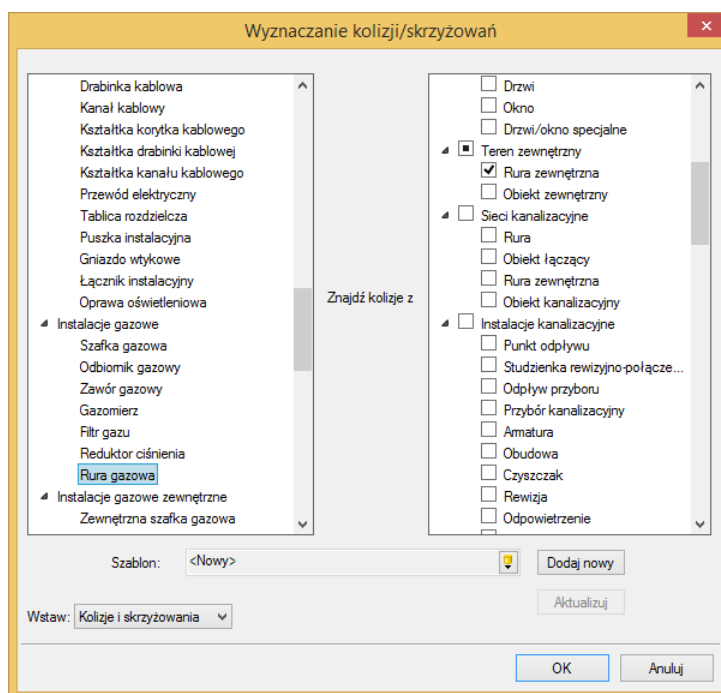 Wyznaczanie kolizji/skrzyżowań
Drabinka kablowa
Kanał kablowy
Kształtka korytka kablowego
Kształtka drabinki kablowej
Kształtka kanału kablowego
Przewód elektryczny
Tablica rozdzielcza
Puszka instalacyjna
Gniazdo wtykowe
Łącznik instalacyjny
Oprawa oświetleniowa
Instalacje gazowe
Szafka gazowa
Odbiornik gazowy
Zawór gazowy
Gazomierz
Filtr gazu
Reduktor ciśnienia
Rura gazowa
Instalacje gazowe zewnętrzne
Zewnętrzna szafka gazowa
Znajdź kolizje z
Drzwi
Okno
Drzwi/okno specjalne
Teren zewnętrzny
Rura zewnętrzna
Obiekt zewnętrzny
Sieci kanalizacyjne
Rura
Obiekt łączący
Rura zewnętrzna
Obiekt kanalizacyjny
Instalacje kanalizacyjne
Punkt odpływu
Studzienka rewizyjno-połącze...
Odpływ przyboru
Przybór kanalizacyjny
Armatura
Obudowa
Czyszczak
Rewizja
Odpowietrzenie
Szablon: <Nowy> Dodaj nowy
Aktualizuj
Wstaw: Kolizje i skrzyżowania
OK Anuluj